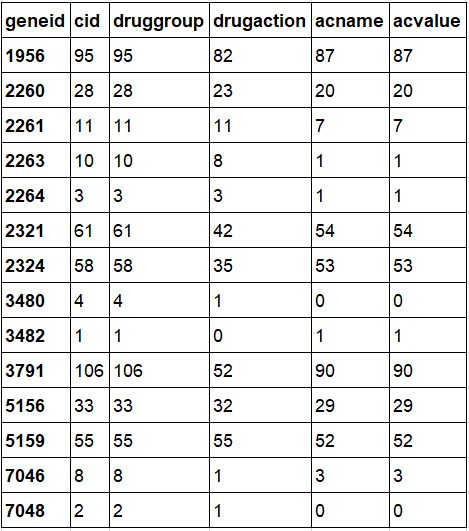 geneid cid druggroup drugaction acname acvalue
1956 95 95 82 87 87
2260 28 28 23 20 20
2261 11 11 11 7 7
2263 10 10 8 1 1
2264 3 3 3 1 1
2321 61 61 42 54 54
2324 58 58 35 53 53
3480 4 4 1 0 0
3482 1 1 0 1 1
3791 106 106 52 90 90
5156 33 33 32 29 29
5159 55 55 55 52 52
7046 8 8 1 3 3
7048 2 2 1 0 0